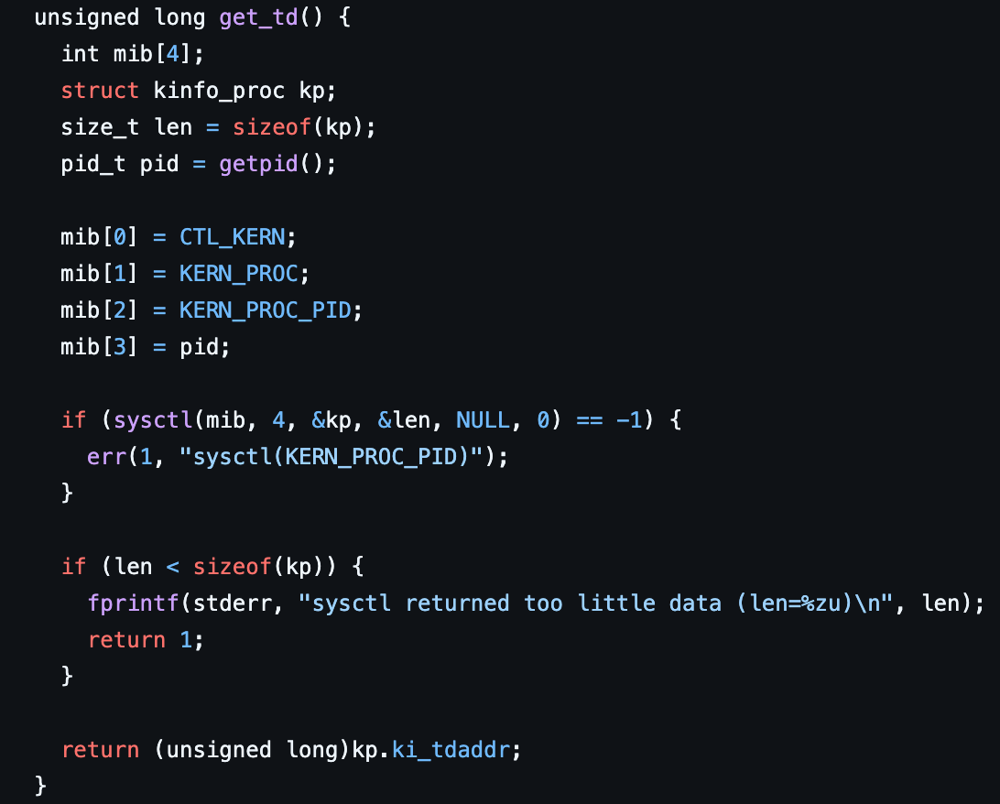 unsigned long get_td() {
  int mib[4];
  struct kinfo_proc kp;
  size_t len = sizeof(kp);
  pid_t pid = getpid();

  mib[0] = CTL_KERN;
  mib[1] = KERN_PROC;
  mib[2] = KERN_PROC_PID;
  mib[3] = pid;

  if (sysctl(mib, 4, &kp, &len, NULL, 0) == -1) {
    err(1, "sysctl(KERN_PROC_PID)");
  }

  if (len < sizeof(kp)) {
    fprintf(stderr, "sysctl returned too little data (len=%zu)\n", len);
    return 1;
  }

  return (unsigned long)kp.ki_tdaddr;
}